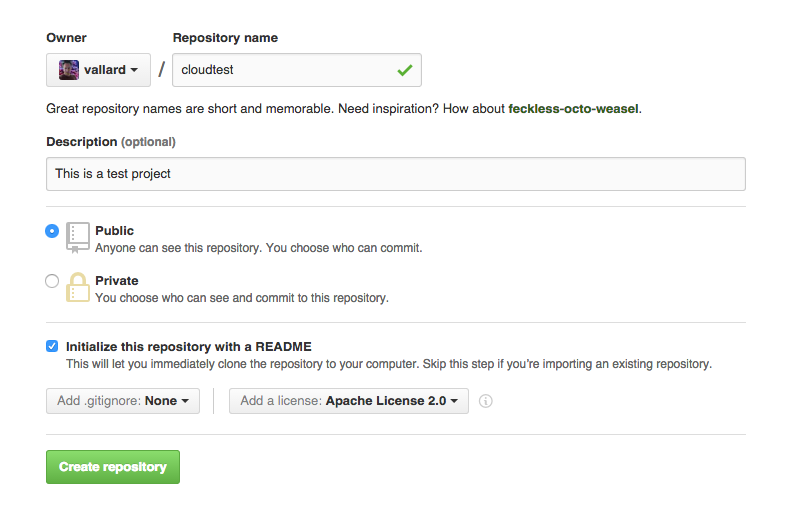 Owner Repository name
vallard / cloudtest
Great repository names are short and memorable. Need inspiration? How about feckless-octo-weasel.
Description (optional)
This is a test project
Public
Anyone can see this repository. You choose who can commit.
Private
You choose who can see and commit to this repository.
Initialize this repository with a README
This will let you immediately clone the repository to your computer. Skip this step if you're importing an existing repository.
Add .gitignore: None Add a license: Apache License 2.0
Create repository